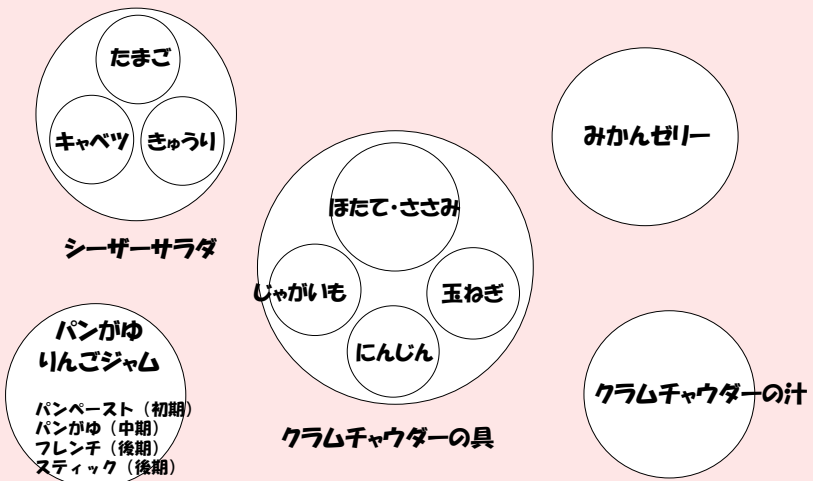 たまご
キャベツ
きゅうり
シーザーサラダ
ほたて・ささみ
じゃがいも
玉ねぎ
にんじん
クラムチャウダーの具
みかんゼリー
パンがゆ
りんごジャム
パンペースト（初期）
パンがゆ（中期）
フレンチ（後期）
スティック（後期）
クラムチャウダーの汁